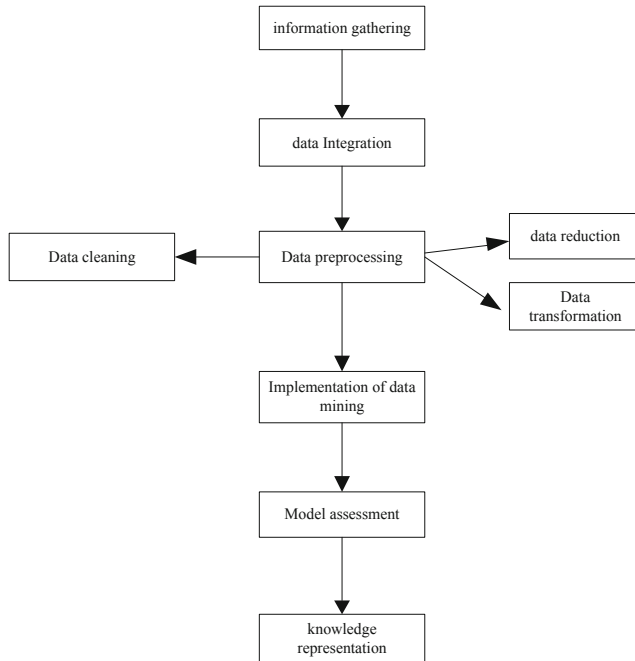 information gathering
data Integration
Data cleaning
Data preprocessing
data reduction
Data
transformation
Implementation of data
mining
Model assessment
knowledge
representation